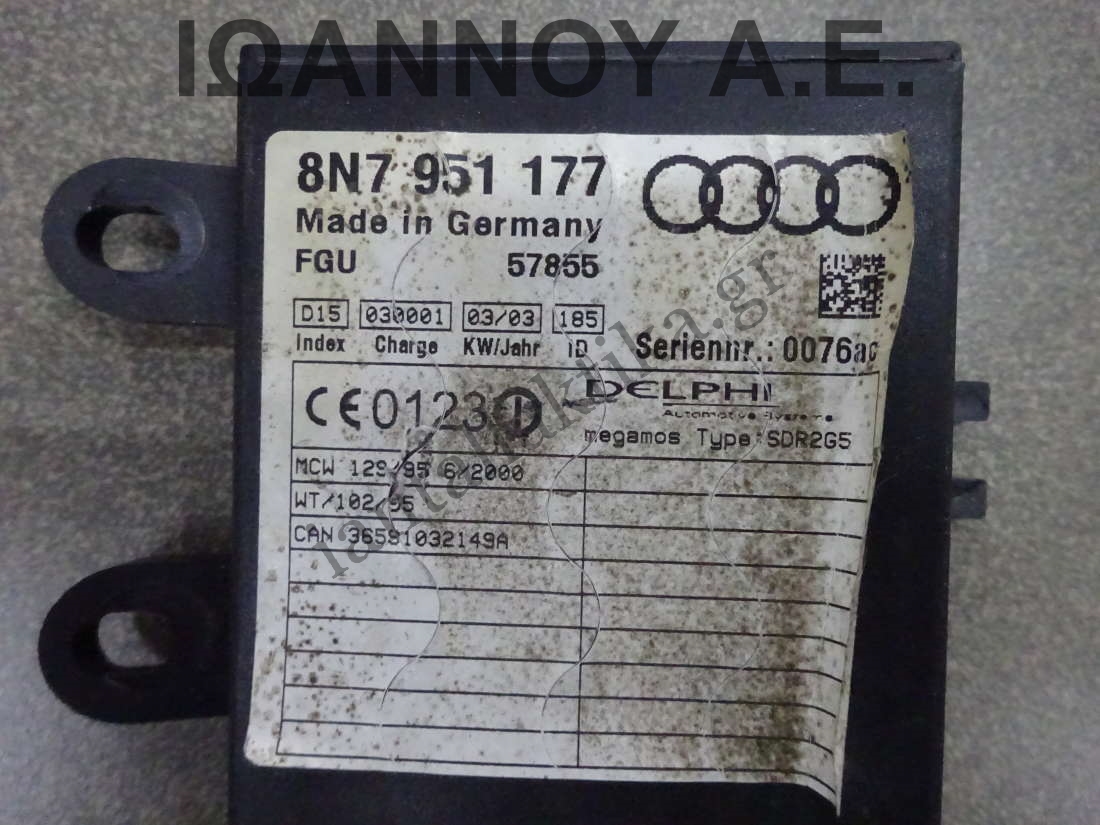 ΙΩΑΝΝΟΥ Α.Ε.
8N7 951 177
Made in Germany
FGU 57855
D15 030001 03/03 185
Index Charge KW/Jahr ID
Seriennr.: 0076ac
CE0123
DELPHI
Automotive Systems
megamos Type:SDR2G5
MCW 129/95 6/2000
WT/102/95
CAN 36581032149A
iantallaktika.gr